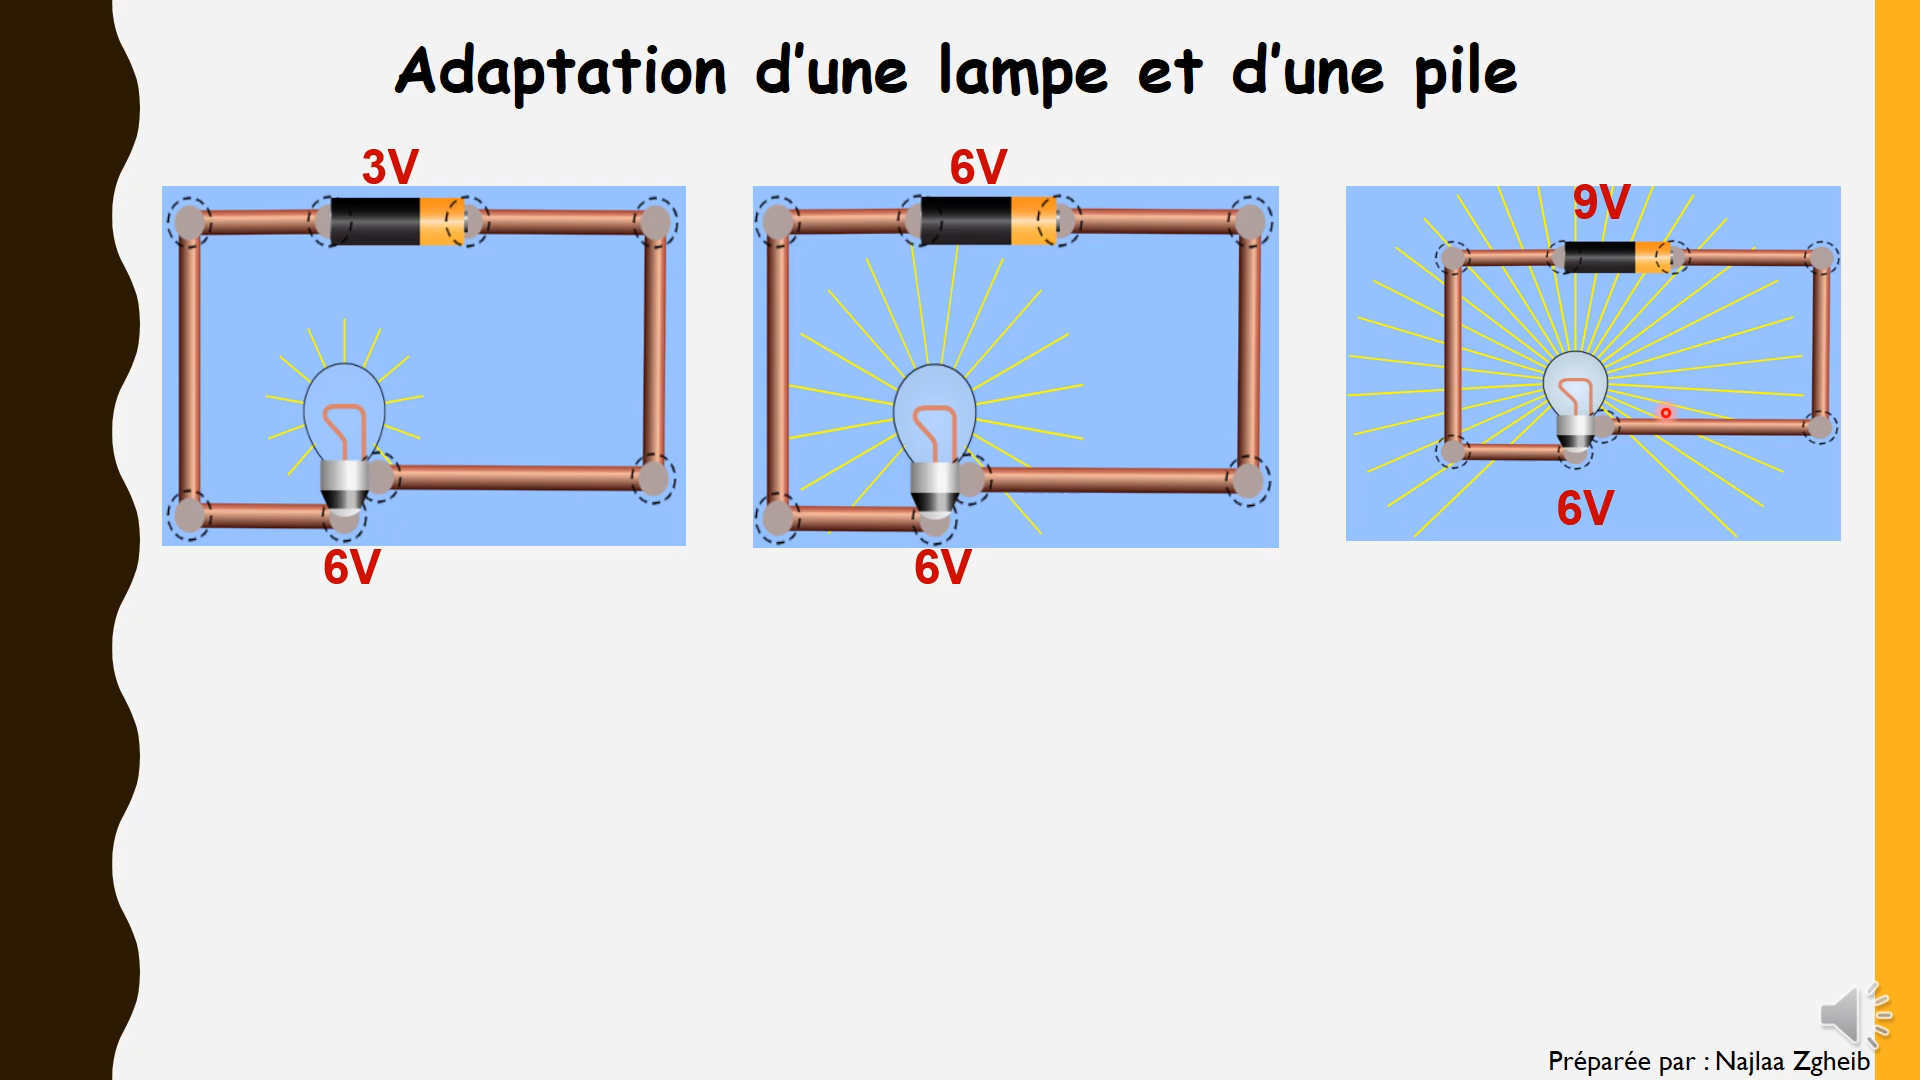 Adaptation d'une lampe et d'une pile
3V
6V
6V
6V
9V
6V
Préparée par : Najlaa Zgheib